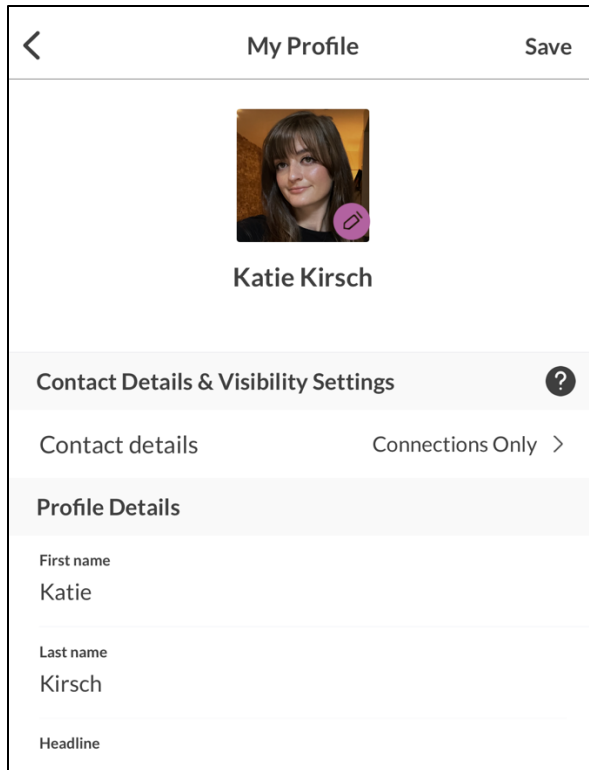 My Profile Save
Katie Kirsch
Contact Details & Visibility Settings ?
Contact details Connections Only >
Profile Details
First name
Katie
Last name
Kirsch
Headline